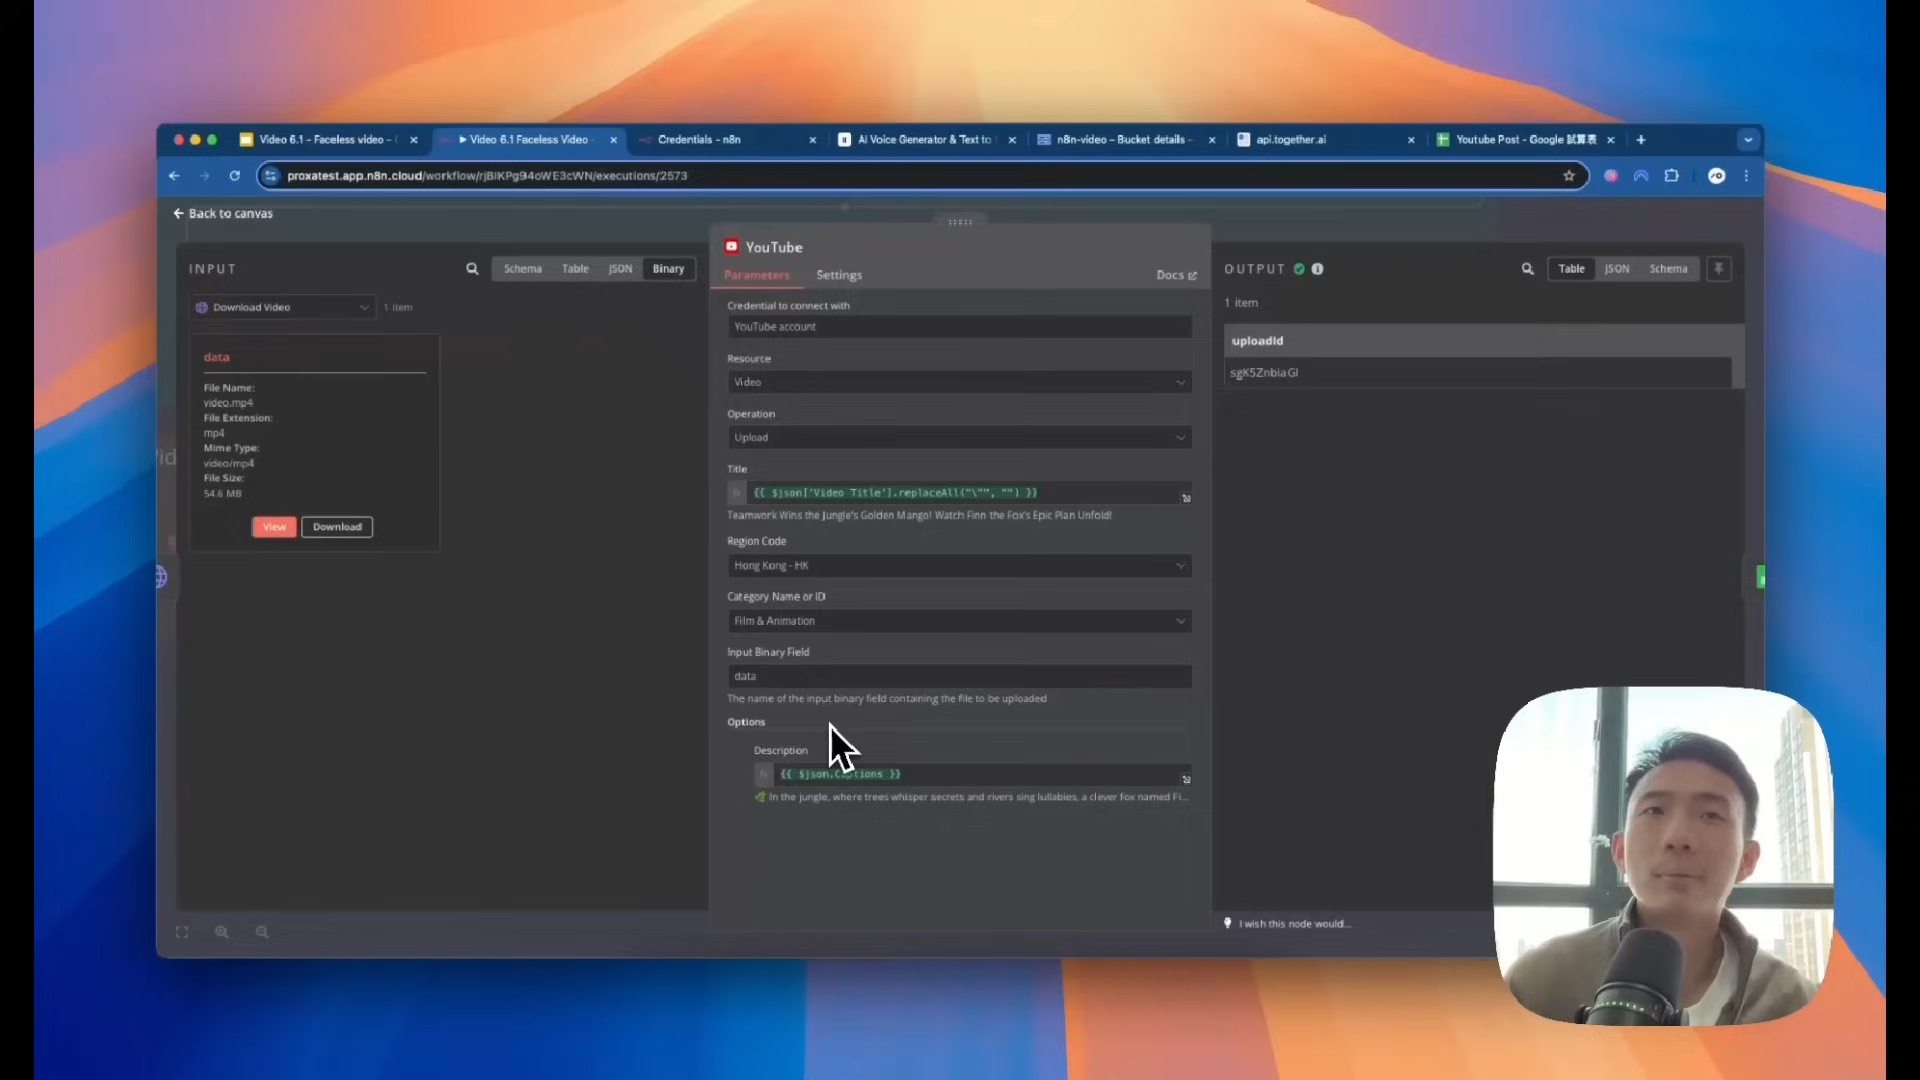 Video 6.1 - Faceless video -
Video 6.1 Faceless Video -
Credentials - n8n
AI Voice Generator & Text to
n8n-video – Bucket details -
api.together.ai
Youtube Post - Google 試算表
proxatest.app.n8n.cloud/workflow/rjBIKPg94oWE3cWN/executions/2573
Back to canvas
INPUT
Schema
Table
JSON
Binary
Download Video
1 item
data
File Name:
video.mp4
File Extension:
mp4
Mime Type:
video/mp4
File Size:
54.6 MB
View
Download
YouTube
Parameters
Settings
Docs
Credential to connect with
YouTube account
Resource
Video
Operation
Upload
Title
{{ $json['Video Title'].replaceAll("\"", "") }}
Teamwork Wins the Jungle's Golden Mango! Watch Finn the Fox's Epic Plan Unfold!
Region Code
Hong Kong - HK
Category Name or ID
Film & Animation
Input Binary Field
data
The name of the input binary field containing the file to be uploaded
Options
Description
{{ $json.Captions }}
In the jungle, where trees whisper secrets and rivers sing lullabies, a clever fox named Fi...
OUTPUT
Table
JSON
Schema
1 item
uploadId
sgK5ZnbiaGI
I wish this node would...